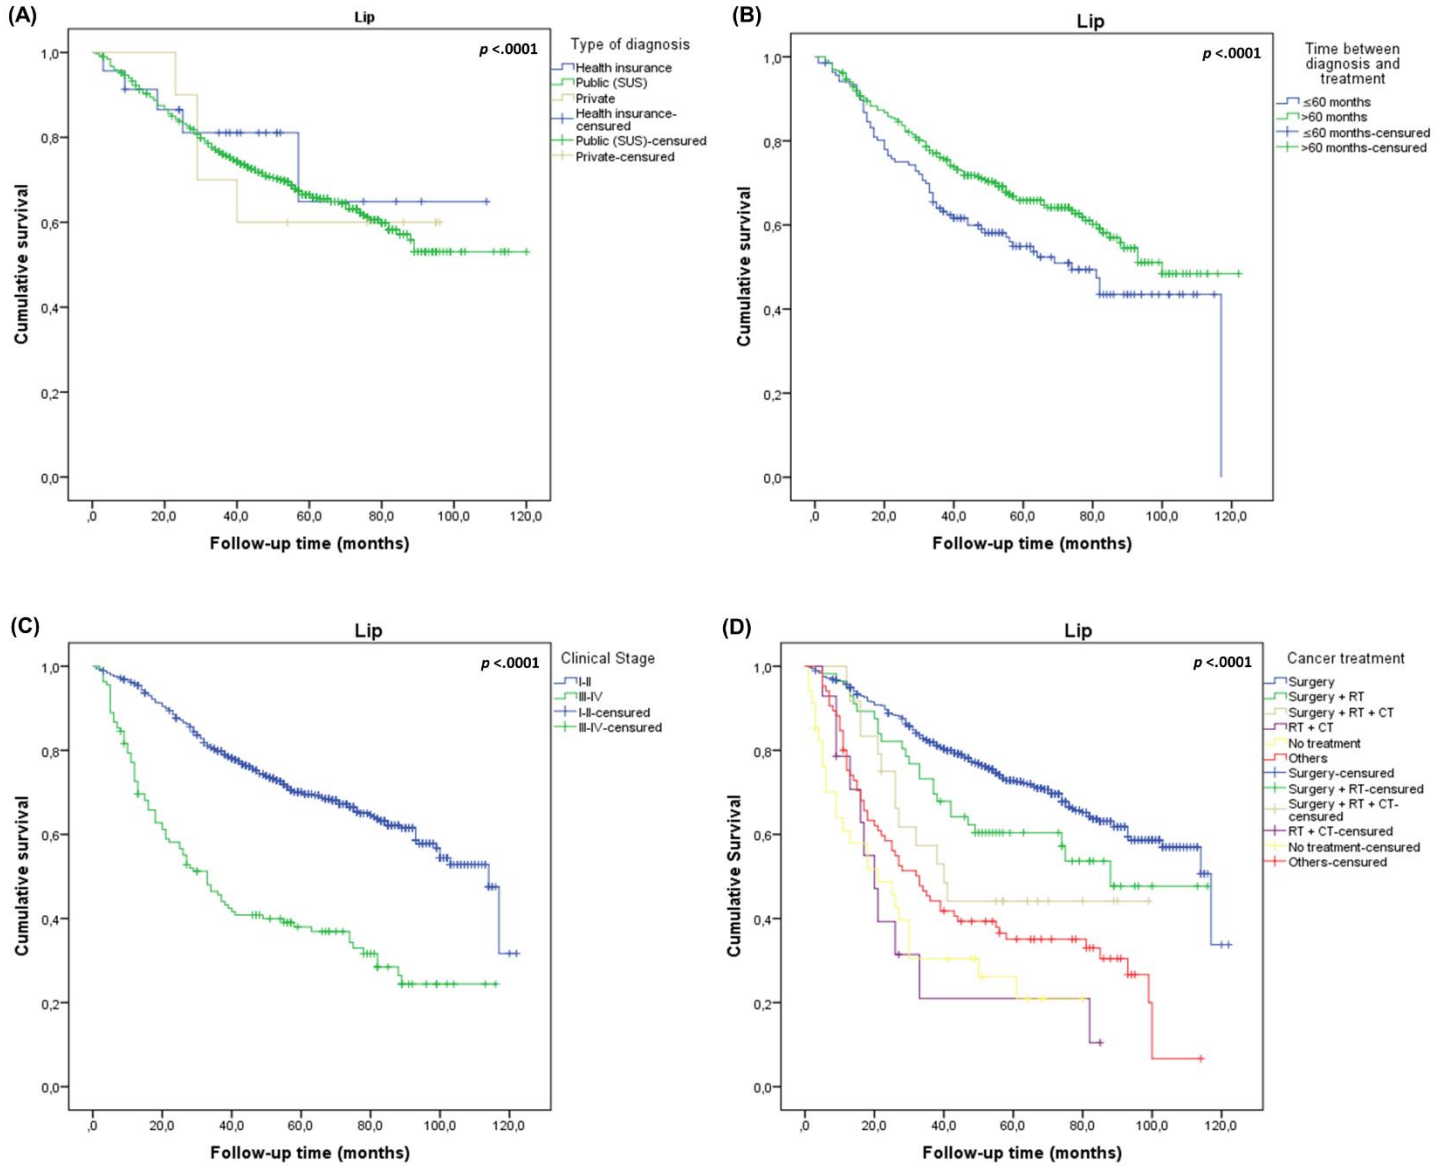 (A)
Lip
p <.0001
Type of diagnosis
Health insurance
Public (SUS)
Private
Health insurance-
censured
Public (SUS)-censured
Private-censured
Cumulative survival
1,0
0,8
0,6
0,4
0,2
0,0
,0 20,0 40,0 60,0 80,0 100,0 120,0
Follow-up time (months)
(B)
Lip
p <.0001
Time between
diagnosis and
treatment
≤60 months
>60 months
≤60 months-censured
>60 months-censured
Cumulative survival
1,0
0,8
0,6
0,4
0,2
0,0
,0 20,0 40,0 60,0 80,0 100,0 120,0
Follow-up time (months)
(C)
Lip
p <.0001
Clinical Stage
I-II
III-IV
I-II-censured
III-IV-censured
Cumulative survival
1,0
0,8
0,6
0,4
0,2
0,0
,0 20,0 40,0 60,0 80,0 100,0 120,0
Follow-up time (months)
(D)
Lip
p <.0001
Cancer treatment
Surgery
Surgery + RT
Surgery + RT + CT
RT + CT
No treatment
Others
Surgery-censured
Surgery + RT-censured
Surgery + RT + CT-
censured
RT + CT-censured
No treatment-censured
Others-censured
Cumulative Survival
1,0
0,8
0,6
0,4
0,2
0,0
,0 20,0 40,0 60,0 80,0 100,0 120,0
Follow-up time (months)